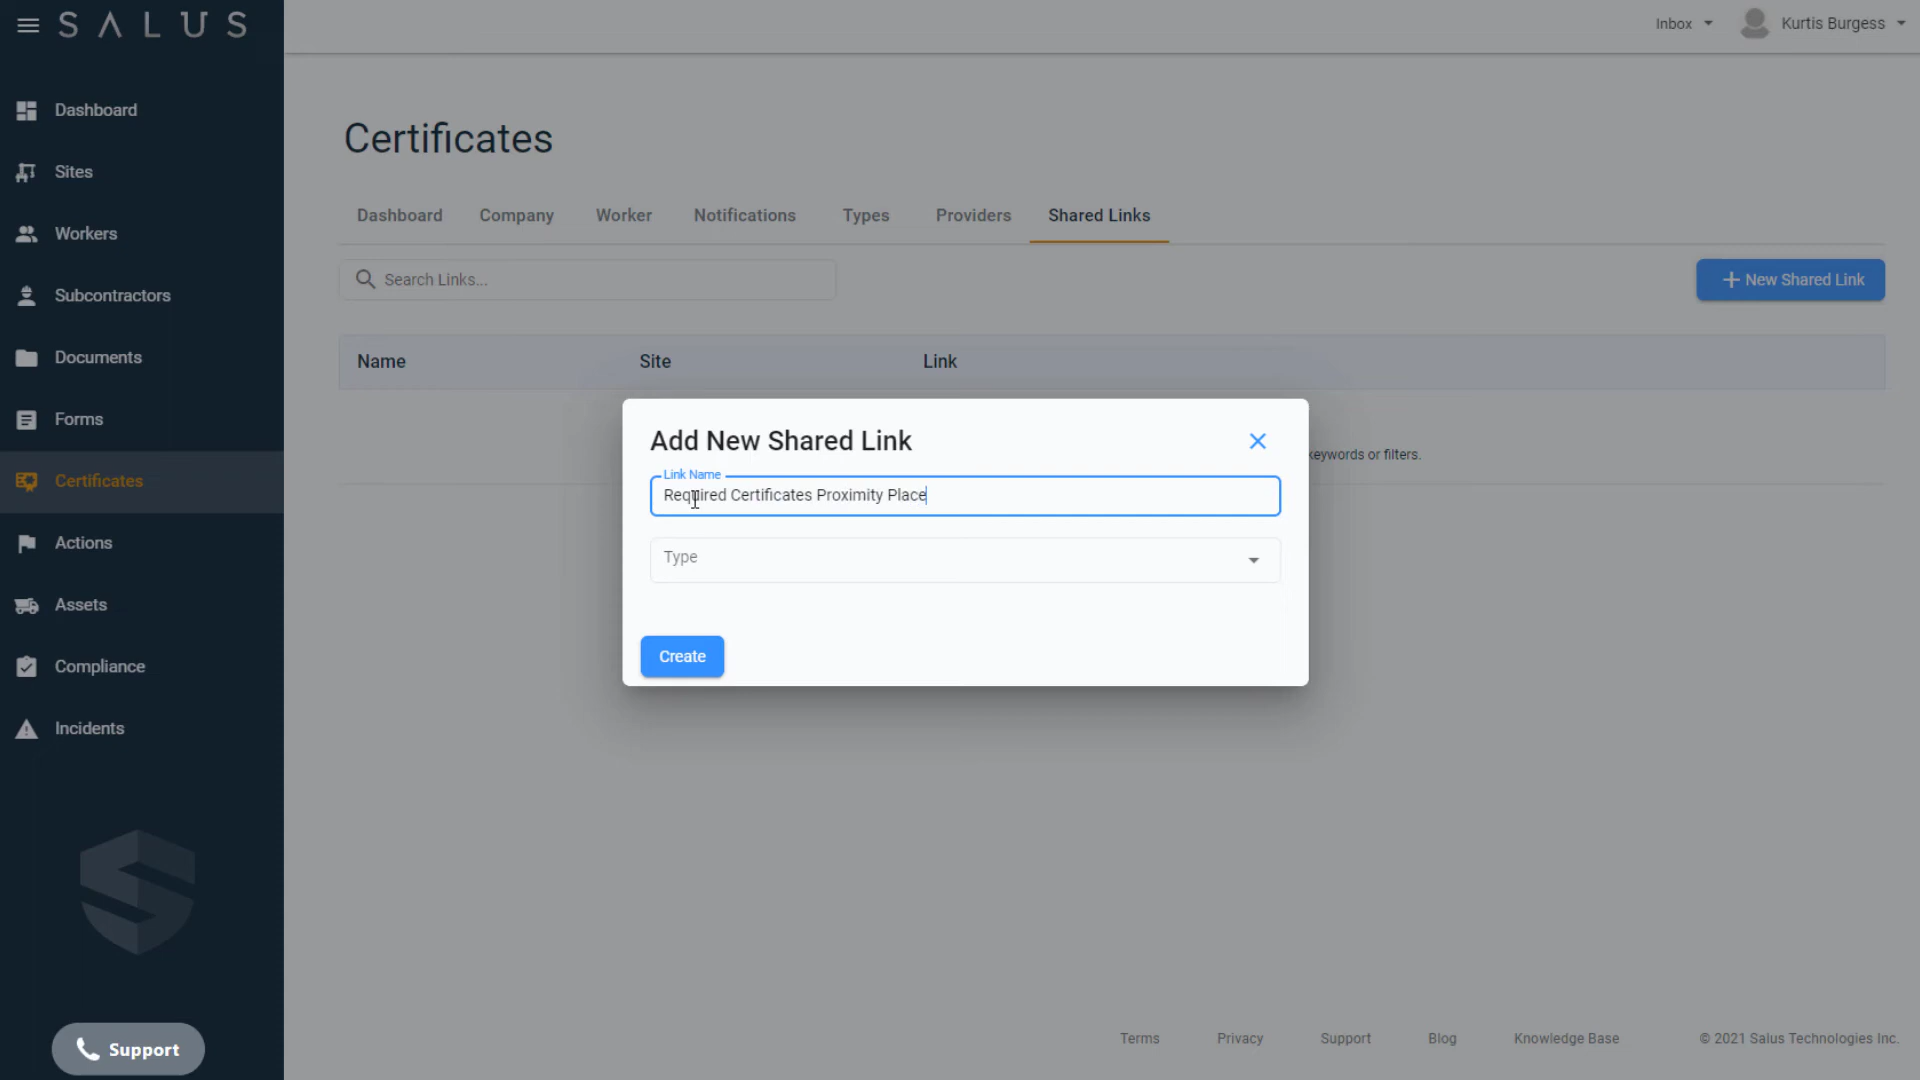 SALUS
Inbox
Kurtis Burgess
Dashboard
Sites
Workers
Subcontractors
Documents
Forms
Certificates
Actions
Assets
Compliance
Incidents
Support
Certificates
Dashboard Company Worker Notifications Types Providers Shared Links
Search Links...
+ New Shared Link
Name Site Link
keywords or filters.
Add New Shared Link
Link Name
Required Certificates Proximity Place
Type
Create
Terms Privacy Support Blog Knowledge Base © 2021 Salus Technologies Inc.